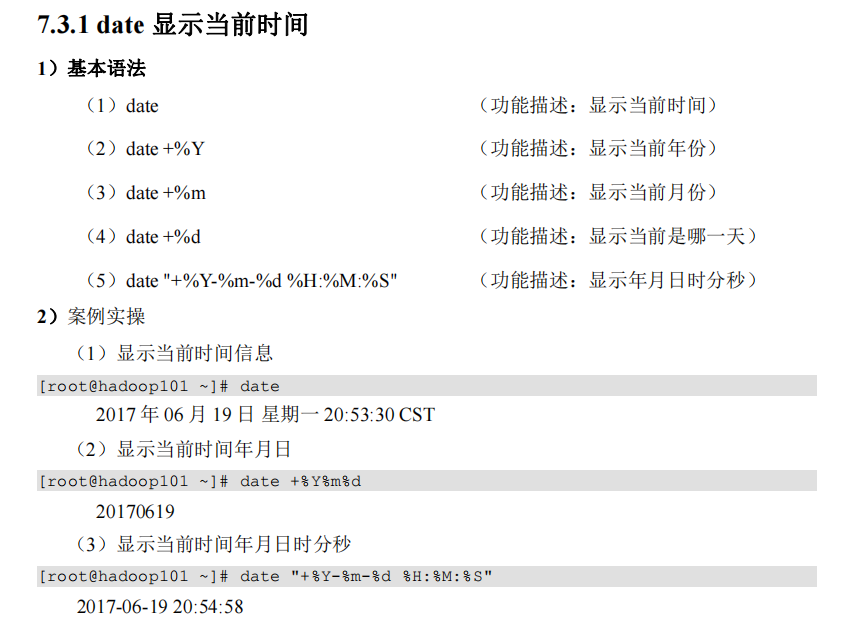 7.3.1 date 显示当前时间
1）基本语法
（1）date （功能描述：显示当前时间）
（2）date +%Y （功能描述：显示当前年份）
（3）date +%m （功能描述：显示当前月份）
（4）date +%d （功能描述：显示当前是哪一天）
（5）date "+%Y-%m-%d %H:%M:%S" （功能描述：显示年月日时分秒）
2）案例实操
（1）显示当前时间信息
[root@hadoop101 ~]# date
2017 年 06 月 19 日 星期一 20:53:30 CST
（2）显示当前时间年月日
[root@hadoop101 ~]# date +%Y%m%d
20170619
（3）显示当前时间年月日时分秒
[root@hadoop101 ~]# date "+%Y-%m-%d %H:%M:%S"
2017-06-19 20:54:58